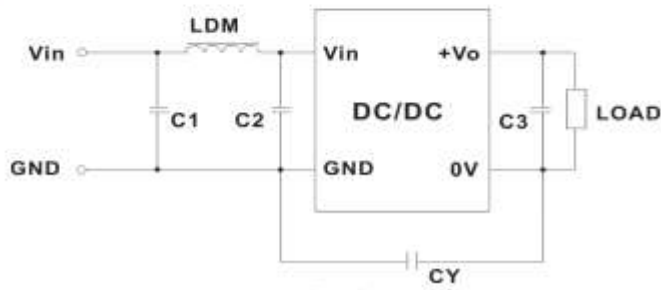 LDM
Vin
Vin
+Vo
C1
C2
DC/DC
C3
LOAD
GND
GND
0V
CY